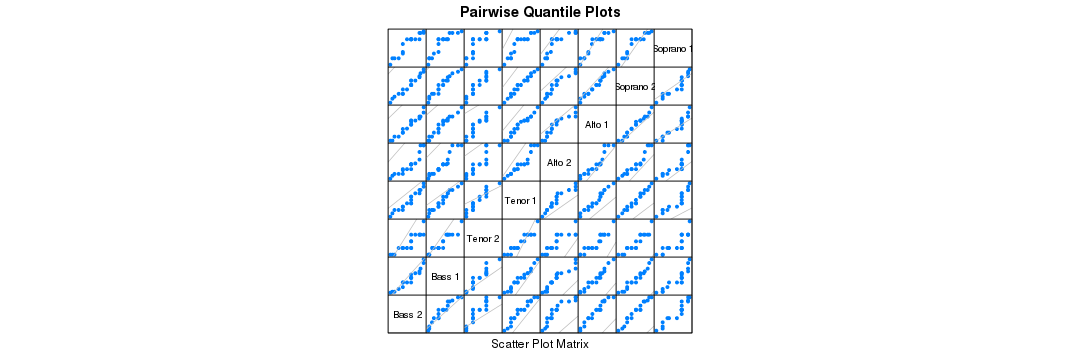 Pairwise Quantile Plots
Soprano 1
Soprano 2
Alto 1
Alto 2
Tenor 1
Tenor 2
Bass 1
Bass 2
Scatter Plot Matrix